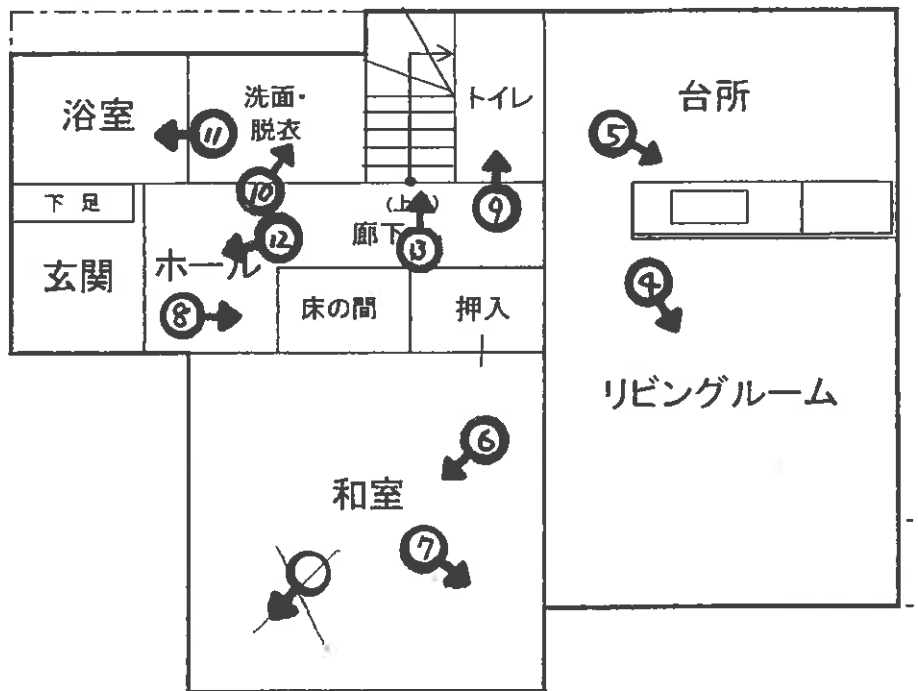 浴室
洗面・
脱衣
トイレ
台所
⑪
⑤
⑩
⑨
下足
(上
廊下
⑫
⑬
玄関
ホール
④
⑧
床の間
押入
リビングルーム
⑥
和室
⑦